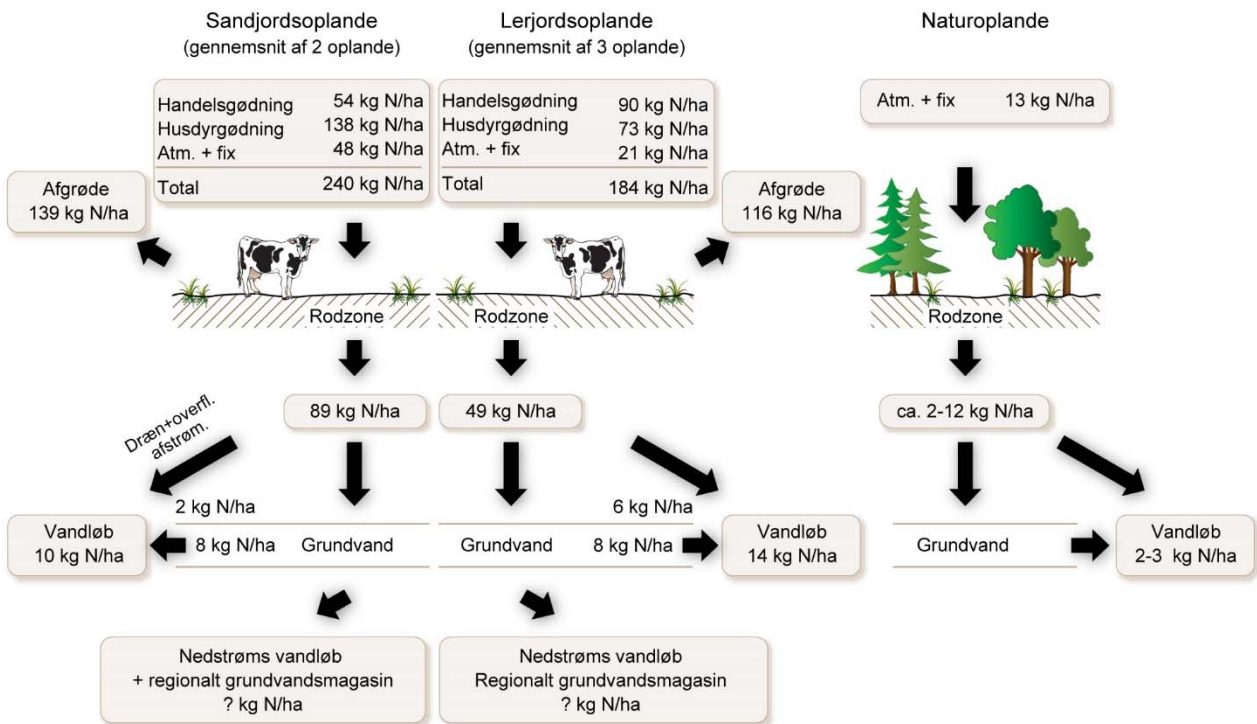 Sandjordsoplande
(gennemsnit af 2 oplande)
Handelsgødning 54 kg N/ha
Husdyrgødning 138 kg N/ha
Atm. + fix 48 kg N/ha
Total 240 kg N/ha
Afgrøde
139 kg N/ha
Rodzone
89 kg N/ha
Dræn+overfl.
afstrøm.
2 kg N/ha
Vandløb
10 kg N/ha
8 kg N/ha
Grundvand
Nedstrøms vandløb
+ regionalt grundvandsmagasin
? kg N/ha
Lerjordsoplande
(gennemsnit af 3 oplande)
Handelsgødning 90 kg N/ha
Husdyrgødning 73 kg N/ha
Atm. + fix 21 kg N/ha
Total 184 kg N/ha
Afgrøde
116 kg N/ha
Rodzone
49 kg N/ha
6 kg N/ha
Grundvand
8 kg N/ha
Vandløb
14 kg N/ha
Nedstrøms vandløb
Regionalt grundvandsmagasin
? kg N/ha
Naturoplande
Atm. + fix 13 kg N/ha
Rodzone
ca. 2-12 kg N/ha
Grundvand
Vandløb
2-3 kg N/ha